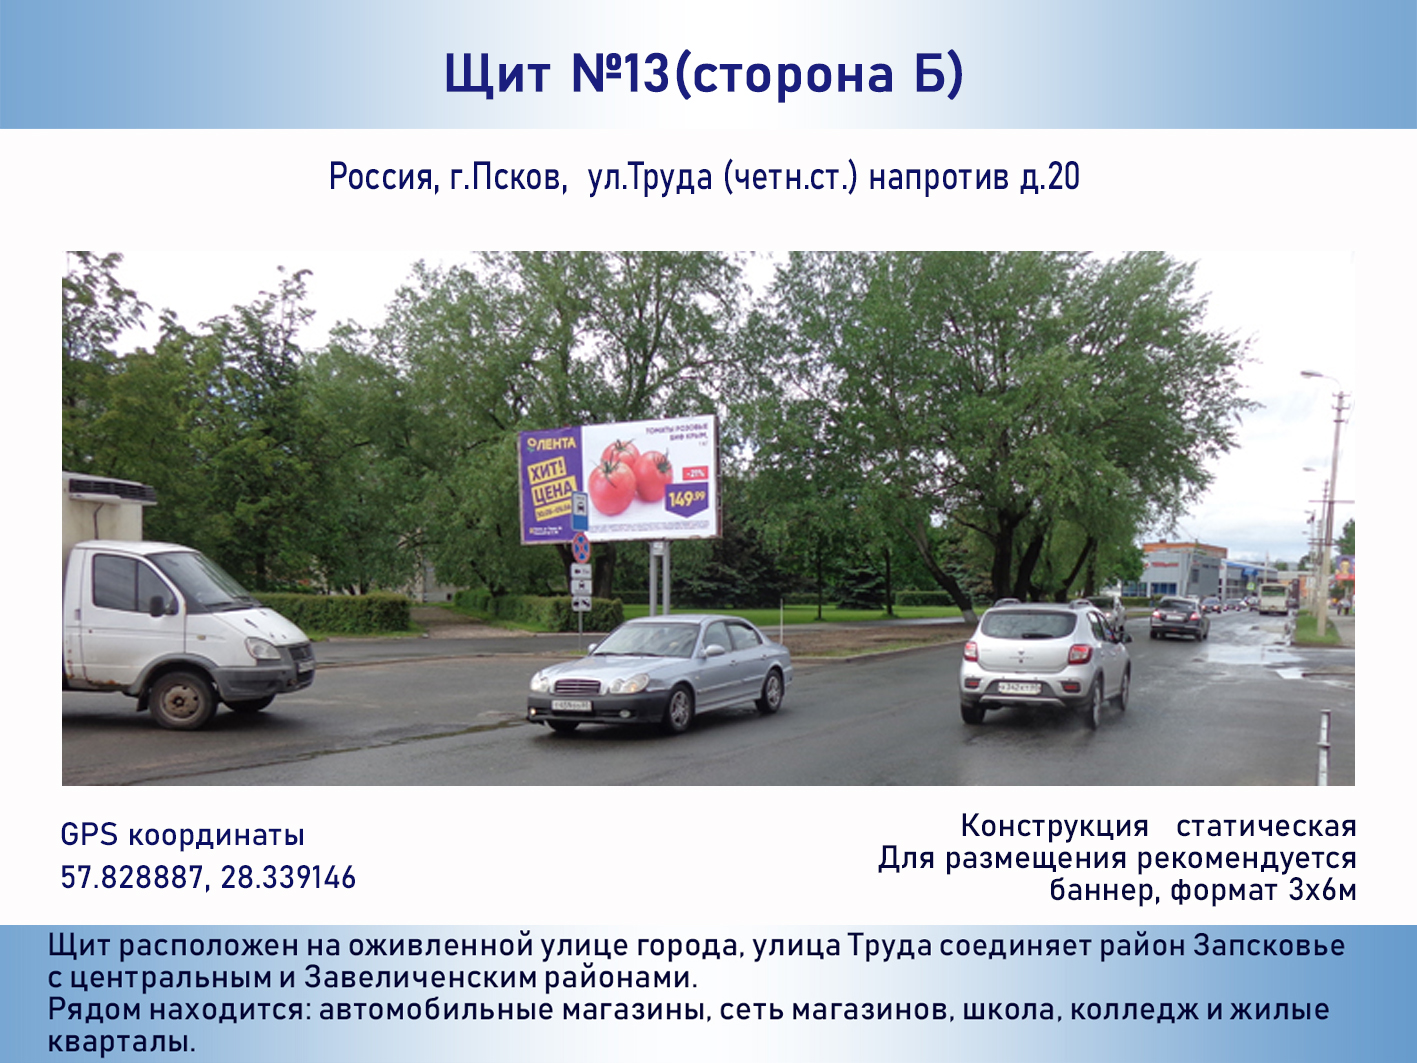 Щит №13(сторона Б)
Россия, г.Псков, ул.Труда (четн.ст.) напротив д.20
ЛЕНТА
ХИТ!
ЦЕНА
ТОМАТЫ РОЗОВЫЕ
БИФ КРЫМ,
-21%
149.99
GPS координаты
57.828887, 28.339146
Конструкция статическая
Для размещения рекомендуется
баннер, формат 3х6м
Щит расположен на оживленной улице города, улица Труда соединяет район Запсковье
с центральным и Завеличенским районами.
Рядом находится: автомобильные магазины, сеть магазинов, школа, колледж и жилые
кварталы.